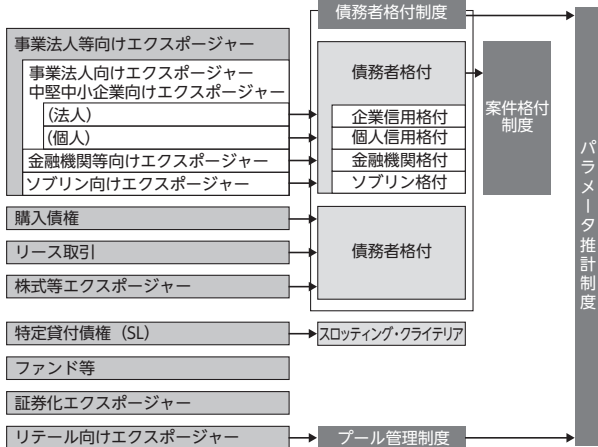 債務者格付制度
事業法人等向けエクスポージャー
事業法人向けエクスポージャー
中堅中小企業向けエクスポージャー
(法人)
(個人)
金融機関等向けエクスポージャー
ソブリン向けエクスポージャー
債務者格付
企業信用格付
個人信用格付
金融機関格付
ソブリン格付
案件格付
制度
パラメータ推計制度
購入債権
リース取引
株式等エクスポージャー
債務者格付
特定貸付債権（SL）
スロッティング・クライテリア
ファンド等
証券化エクスポージャー
リテール向けエクスポージャー
プール管理制度